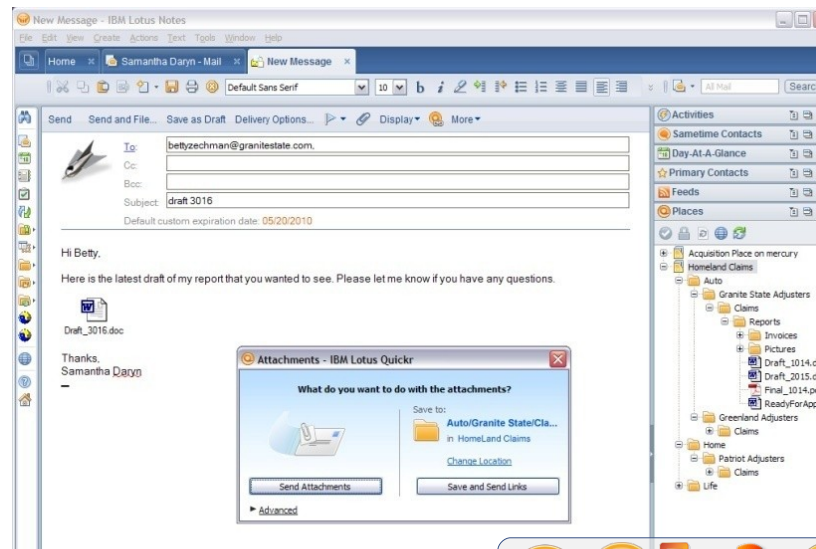 New Message - IBM Lotus Notes
File Edit View Create Actions Text Tools Window Help
Home Samantha Daryn - Mail New Message
Default Sans Serif 10 b i All Mail Searc
Send Send and File... Save as Draft Delivery Options... Display More
To: bettyzechman@granitestate.com,
Cc:
Bcc:
Subject: draft 3016
Default custom expiration date: 05/20/2010
Hi Betty,
Here is the latest draft of my report that you wanted to see. Please let me know if you have any questions.
Draft_3016.doc
Thanks,
Samantha Daryn
Attachments - IBM Lotus Quickr
What do you want to do with the attachments?
Save to:
Auto/Granite State/Cla...
in HomeLand Claims
Change Location
Send Attachments Save and Send Links
Advanced
Activities
Sametime Contacts
Day-At-A-Glance
Primary Contacts
Feeds
Places
Acquisition Place on mercury
Homeland Claims
Auto
Granite State Adjusters
Claims
Reports
Invoices
Pictures
Draft_1014.d
Draft_2015.d
Final_1014.p
ReadyForApp
Greenland Adjusters
Claims
Home
Patriot Adjusters
Claims
Life